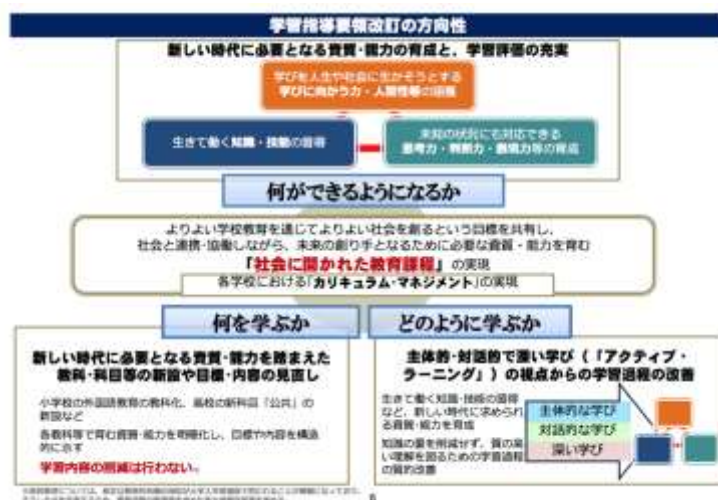 学習指導要領改訂の方向性
新しい時代に必要となる資質・能力の育成と、学習評価の充実
学びを人生や社会に生かそうとする
学びに向かう力・人間性等の涵養
生きて働く知識・技能の習得
未知の状況にも対応できる
思考力・判断力・表現力等の育成
何ができるようになるか
よりよい学校教育を通じてよりよい社会を創るという目標を共有し、
社会と連携・協働しながら、未来の創り手となるために必要な資質・能力を育む
「社会に開かれた教育課程」の実現
各学校における「カリキュラム・マネジメント」の実現
何を学ぶか
どのように学ぶか
新しい時代に必要となる資質・能力を踏まえた
教科・科目等の新設や目標・内容の見直し
小学校の外国語教育の教科化、高校の新科目「公共」の
新設など
各教科等で育む資質・能力を明確化し、目標や内容を構造
的に示す
学習内容の削減は行わない。
主体的・対話的で深い学び（「アクティブ・
ラーニング」）の視点からの学習過程の改善
生きて働く知識・技能の習得
など、新しい時代に求められ
る資質・能力を育成
知識の量を削減せず、質の高
い理解を図るための学習過程
の質的改善
主体的な学び
対話的な学び
深い学び